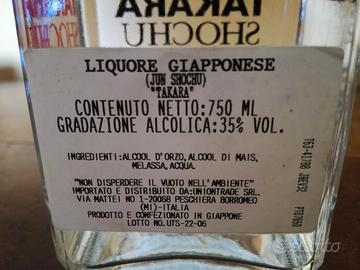 TAKARA
SHOCHU
LIQUORE GIAPPONESE
(JUN SHOCHU)
"TAKARA"
CONTENUTO NETTO:750 ML
GRADAZIONE ALCOLICA:35% VOL.
INGREDIENTI:ALCOOL D'ORZO,ALCOOL DI MAIS,
MELASSA,ACQUA.
"NON DISPERDERE IL VUOTO NELL'AMBIENTE"
IMPORTATO E DISTRIBUITO DA:UNIONTRADE SRL.
VIA MATTEI NO 1-20068 PESCHIERA BORROMEO
(MI)-ITALIA
PRODOTTO E CONFEZIONATO IN GIAPPONE
LOTTO NO.UTS-22-06
subito